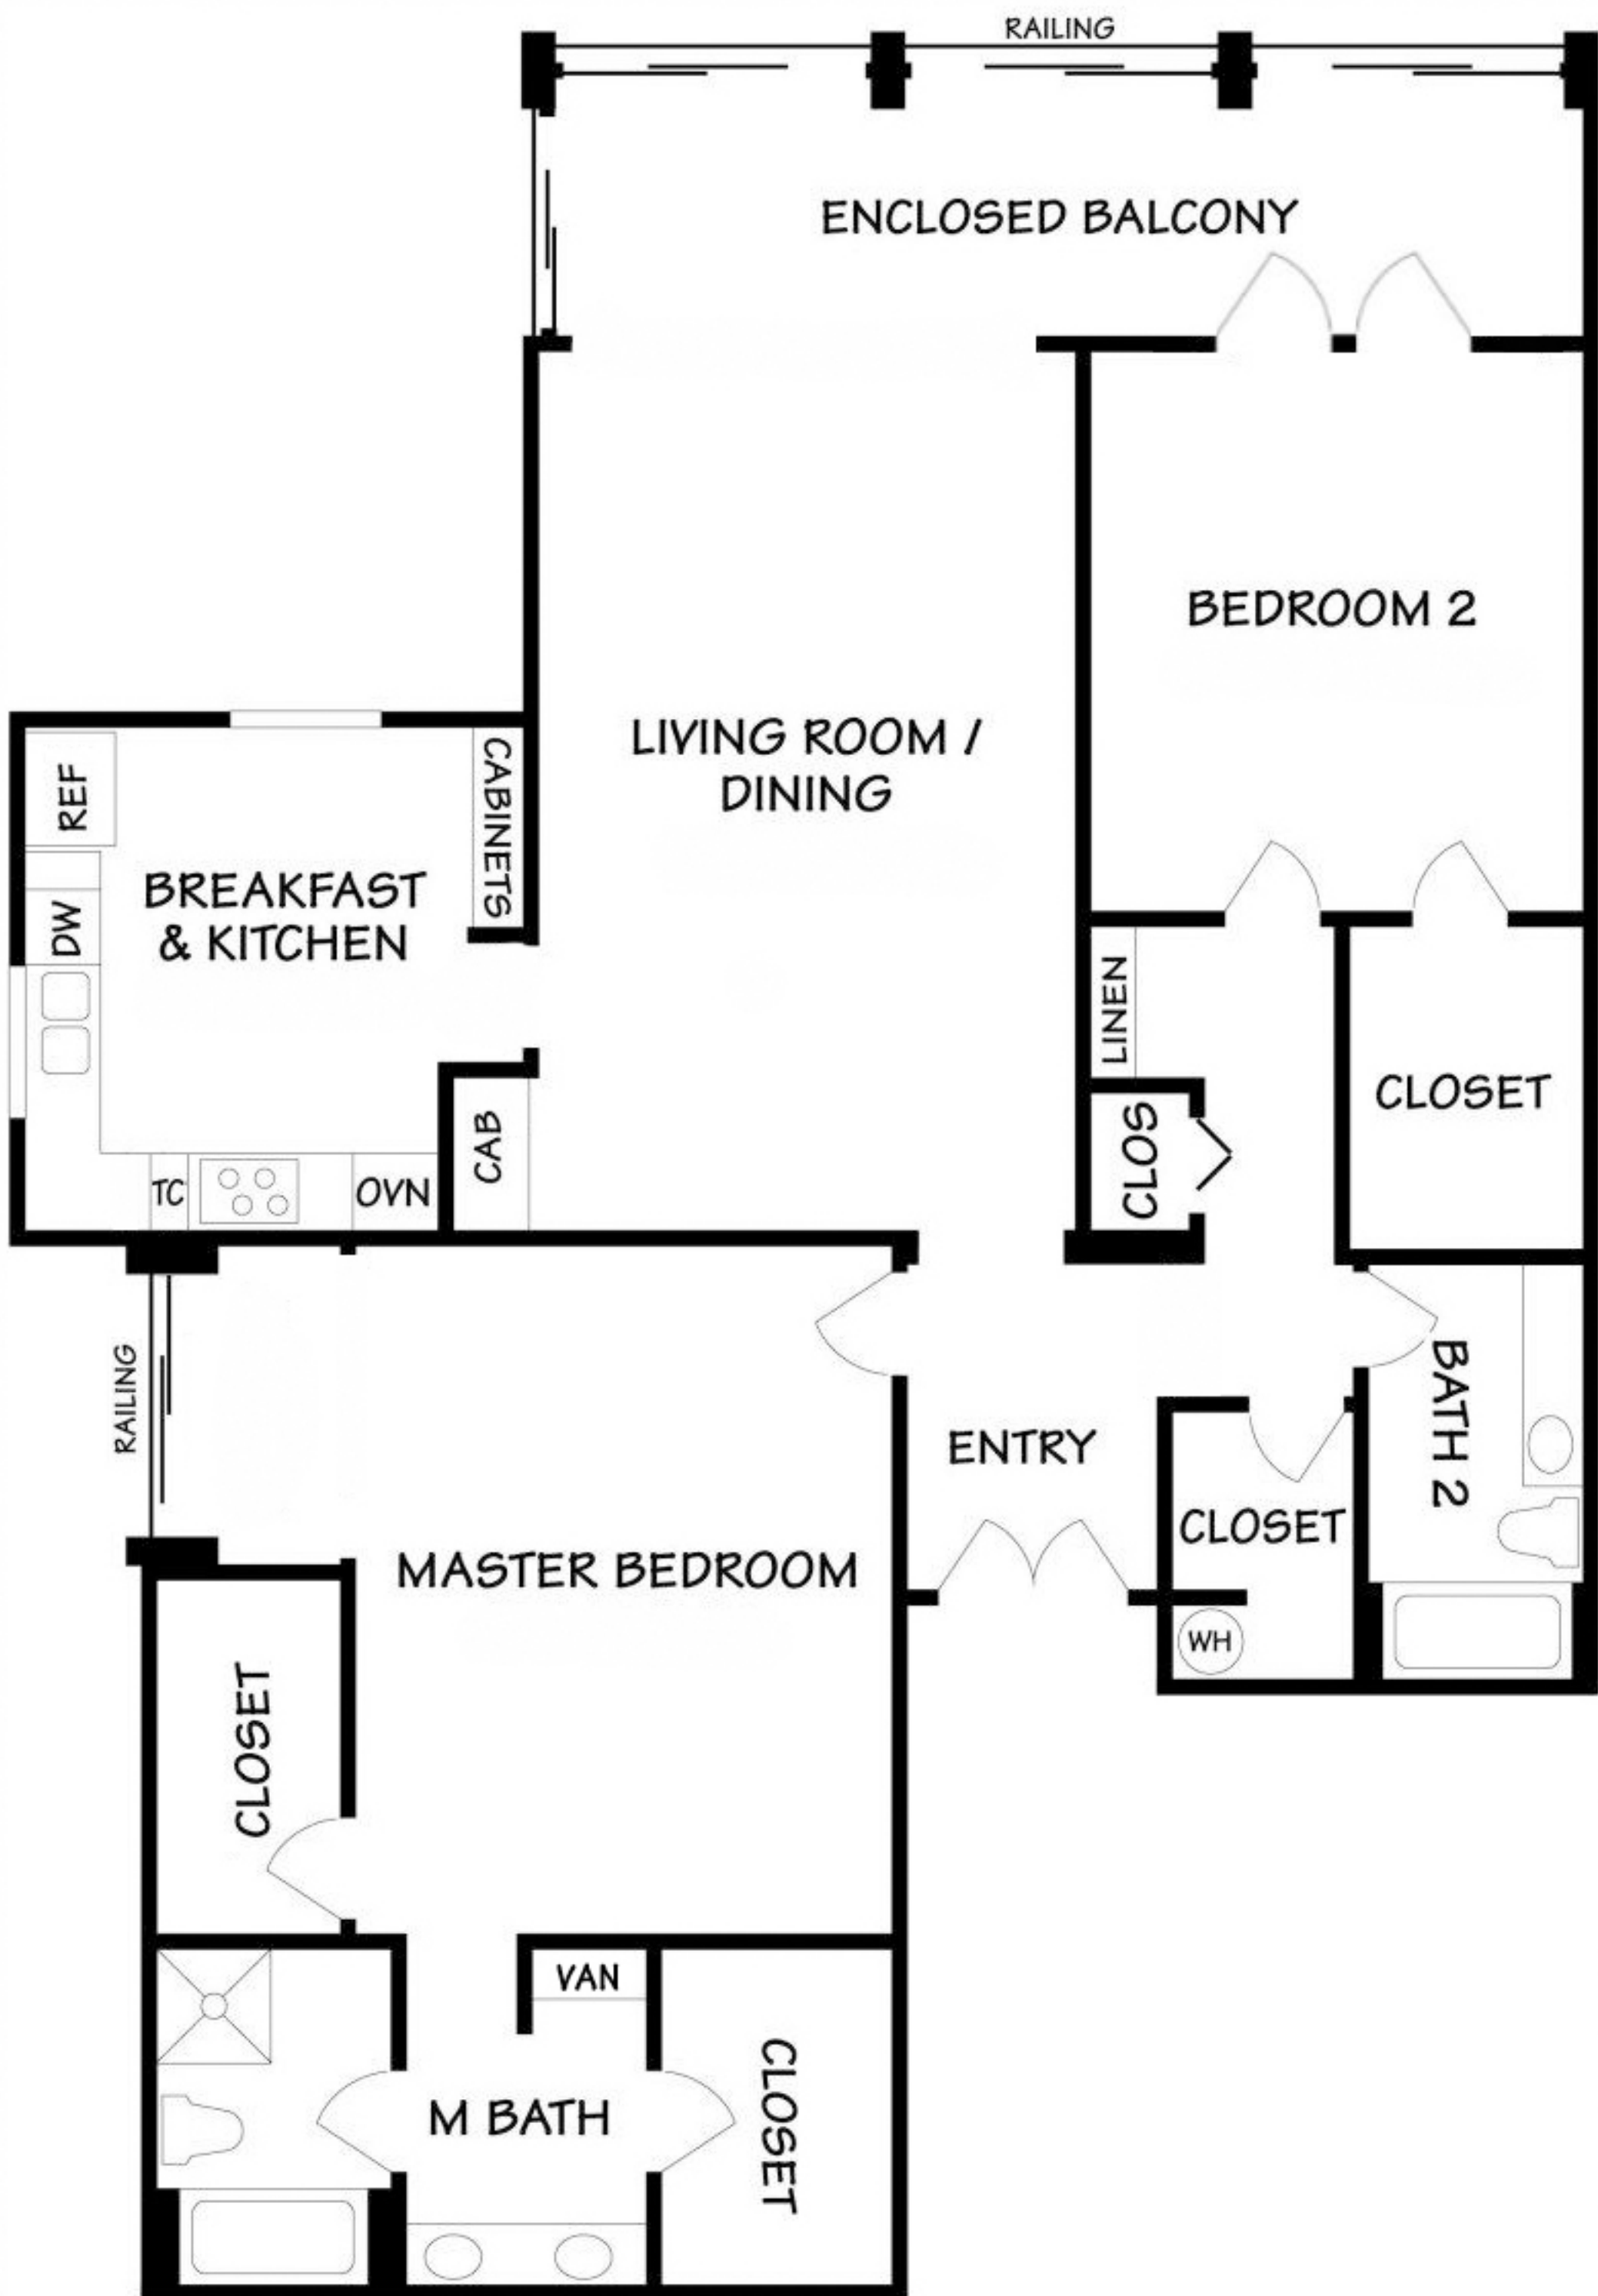 RAILING
ENCLOSED BALCONY
BEDROOM 2
LIVING ROOM /
DINING
REF
CABINETS
BREAKFAST
& KITCHEN
DW
LINEN
CLOSET
CLOS
CAB
TC
OVN
RAILING
BATH 2
ENTRY
CLOSET
MASTER BEDROOM
WH
CLOSET
VAN
M BATH
CLOSET